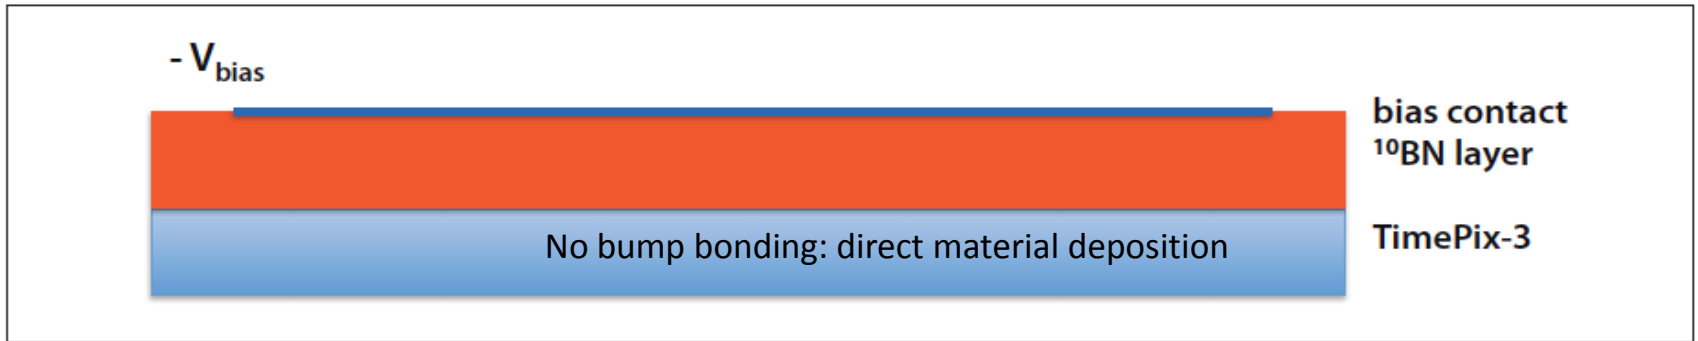 - Vbias
bias contact
¹⁰BN layer
No bump bonding: direct material deposition
TimePix-3